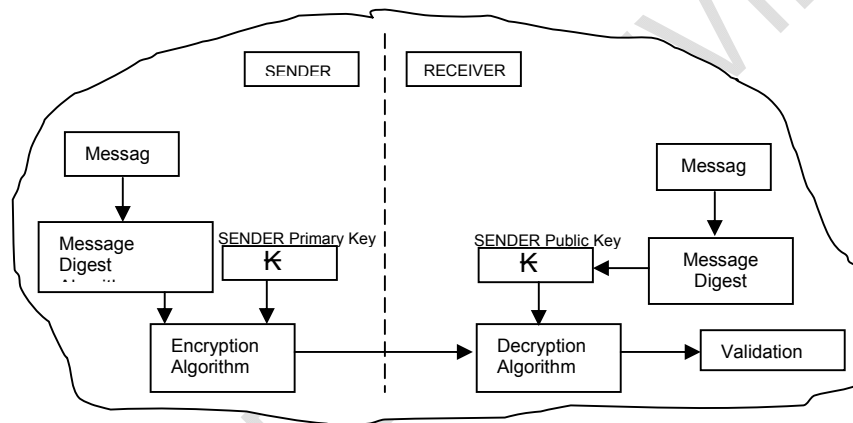 SENDER
RECEIVER
Messag
Messag
Message
Digest
SENDER Primary Key
K
SENDER Public Key
K
Message
Digest
Encryption
Algorithm
Decryption
Algorithm
Validation